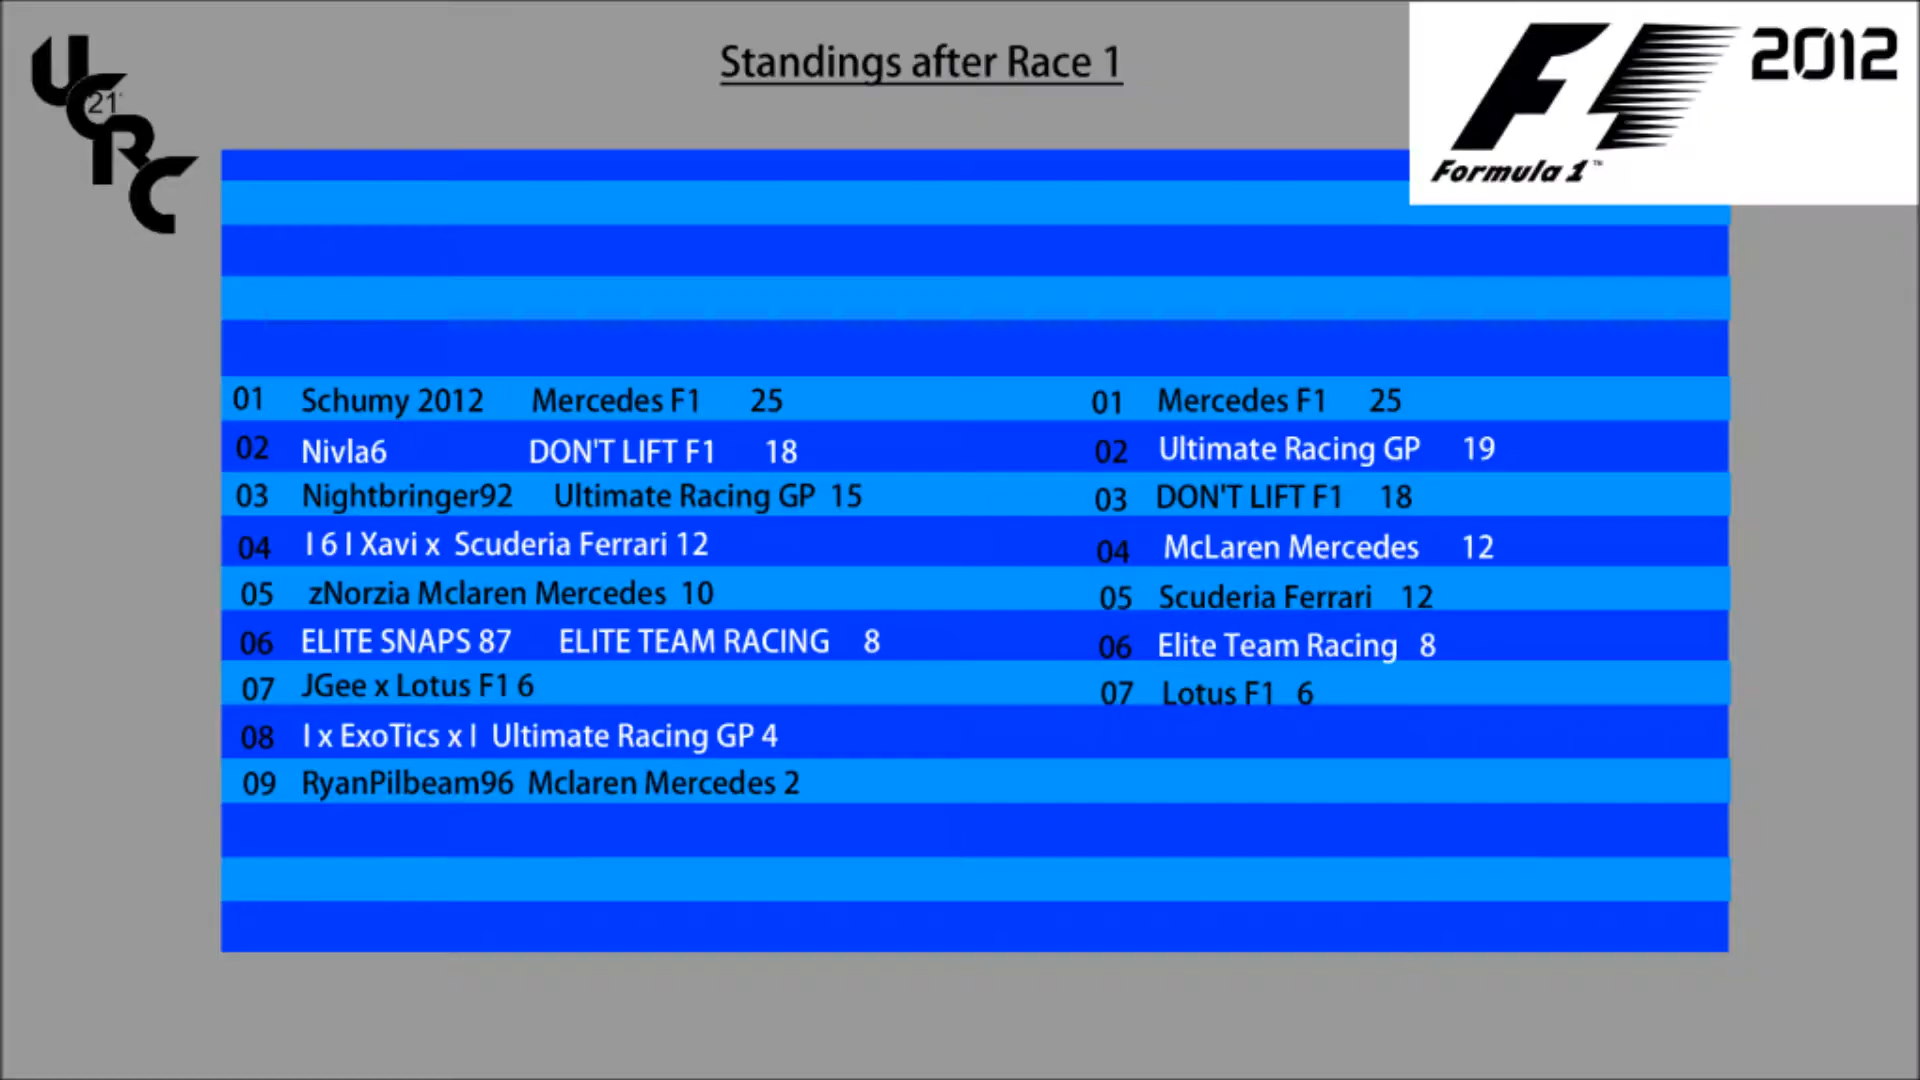 UCRC
21
Standings after Race 1
F1 2012
Formula 1™
01 Schumy 2012 Mercedes F1 25
02 Nivla6 DON'T LIFT F1 18
03 Nightbringer92 Ultimate Racing GP 15
04 I 6 I Xavi x Scuderia Ferrari 12
05 zNorzia Mclaren Mercedes 10
06 ELITE SNAPS 87 ELITE TEAM RACING 8
07 JGee x Lotus F1 6
08 I x ExoTics x I Ultimate Racing GP 4
09 RyanPilbeam96 Mclaren Mercedes 2
01 Mercedes F1 25
02 Ultimate Racing GP 19
03 DON'T LIFT F1 18
04 McLaren Mercedes 12
05 Scuderia Ferrari 12
06 Elite Team Racing 8
07 Lotus F1 6